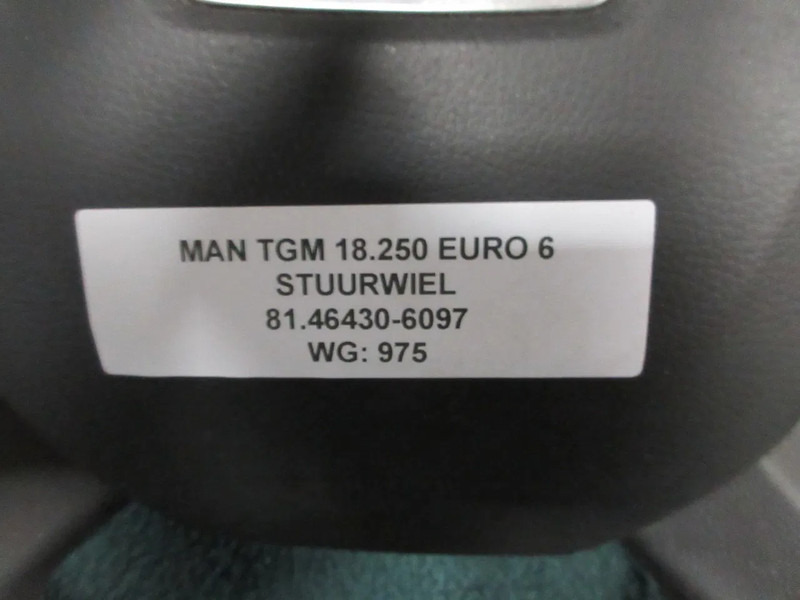 MAN TGM 18.250 EURO 6
STUURWIEL
81.46430-6097
WG: 975